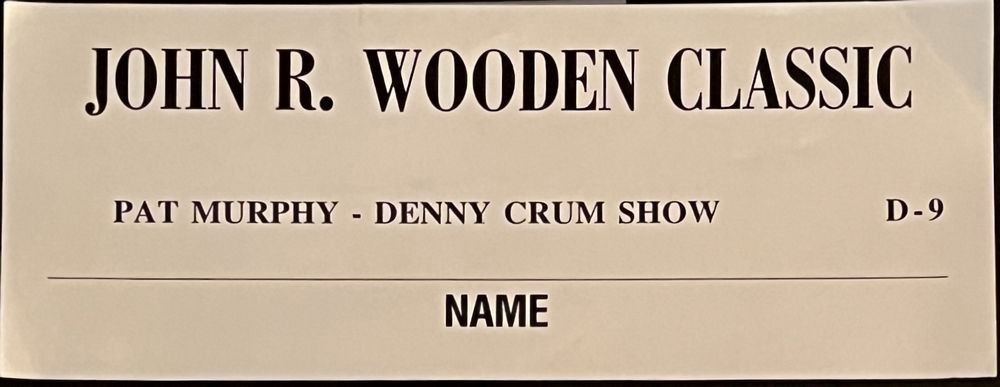 JOHN R. WOODEN CLASSIC
PAT MURPHY - DENNY CRUM SHOW D-9
NAME